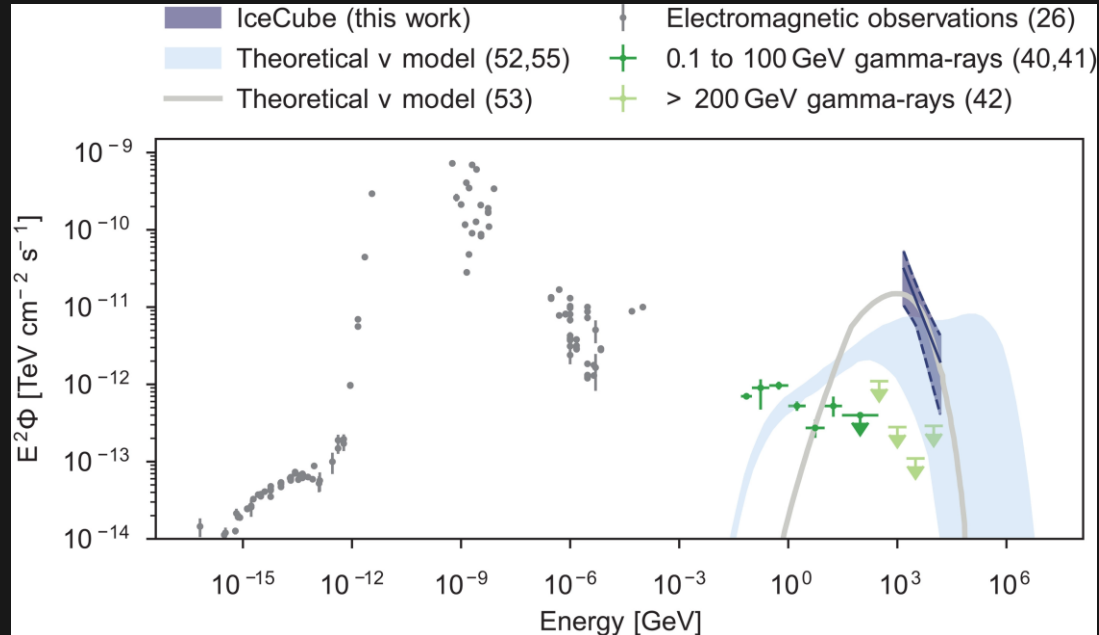 IceCube (this work)
Theoretical ν model (52,55)
Theoretical ν model (53)
Electromagnetic observations (26)
0.1 to 100 GeV gamma-rays (40,41)
> 200 GeV gamma-rays (42)
E²Φ [TeV cm⁻² s⁻¹]
10⁻⁹
10⁻¹⁰
10⁻¹¹
10⁻¹²
10⁻¹³
10⁻¹⁴
10⁻¹⁵ 10⁻¹² 10⁻⁹ 10⁻⁶ 10⁻³ 10⁰ 10³ 10⁶
Energy [GeV]